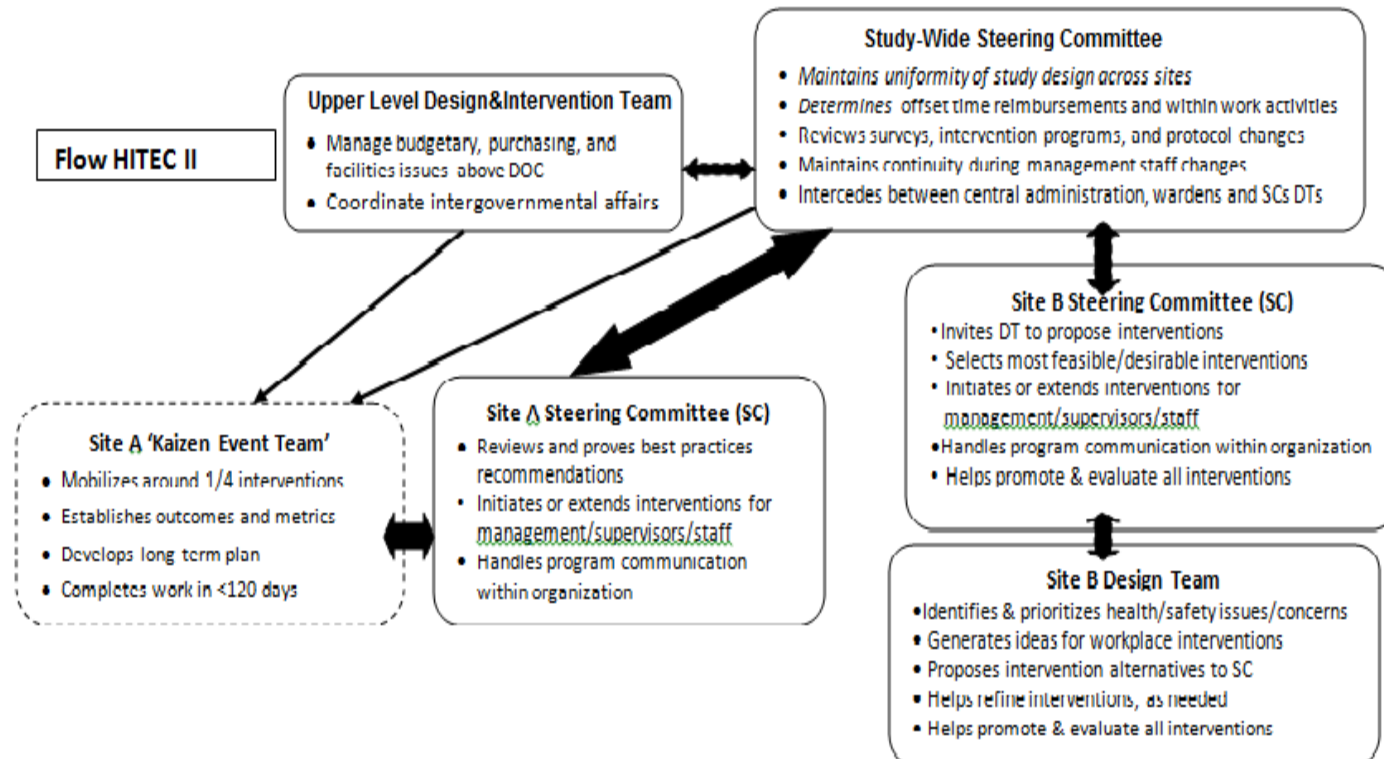 Flow HITEC II
Upper Level Design&Intervention Team
• Manage budgetary, purchasing, and
facilities issues above DOC
• Coordinate intergovernmental affairs
Study-Wide Steering Committee
• Maintains uniformity of study design across sites
• Determines offset time reimbursements and within work activities
• Reviews surveys, intervention programs, and protocol changes
• Maintains continuity during management staff changes
• Intercedes between central administration, wardens and SCs DTs
Site A ‘Kaizen Event Team’
• Mobilizes around 1/4 interventions
• Establishes outcomes and metrics
• Develops long term plan
• Completes work in <120 days
Site A Steering Committee (SC)
• Reviews and proves best practices
recommendations
• Initiates or extends interventions for
management/supervisors/staff
• Handles program communication
within organization
Site B Steering Committee (SC)
• Invites DT to propose interventions
• Selects most feasible/desirable interventions
• Initiates or extends interventions for
management/supervisors/staff
• Handles program communication within organization
• Helps promote & evaluate all interventions
Site B Design Team
• Identifies & prioritizes health/safety issues/concerns
• Generates ideas for workplace interventions
• Proposes intervention alternatives to SC
• Helps refine interventions, as needed
• Helps promote & evaluate all interventions